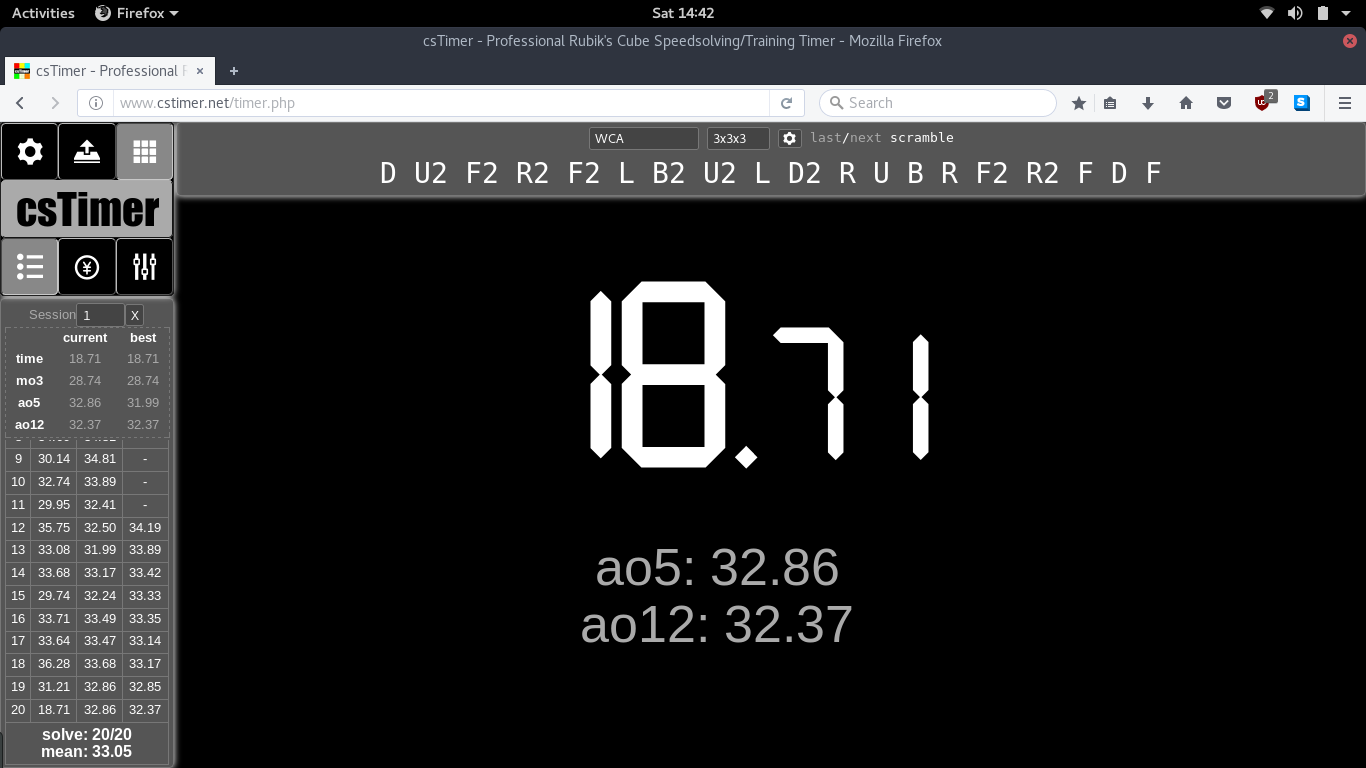 Activities Firefox Sat 14:42
csTimer - Professional Rubik's Cube Speedsolving/Training Timer - Mozilla Firefox
csTimer - Professional
www.cstimer.net/timer.php Search 2
WCA 3x3x3 last/next scramble
D U2 F2 R2 F2 L B2 U2 L D2 R U B R F2 R2 F D F
csTimer
Session 1 X
current best
time 18.71 18.71
mo3 28.74 28.74
ao5 32.86 31.99
ao12 32.37 32.37
9 30.14 34.81 -
10 32.74 33.89 -
11 29.95 32.41 -
12 35.75 32.50 34.19
13 33.08 31.99 33.89
14 33.68 33.17 33.42
15 29.74 32.24 33.33
16 33.71 33.49 33.35
17 33.64 33.47 33.14
18 36.28 33.68 33.17
19 31.21 32.86 32.85
20 18.71 32.86 32.37
solve: 20/20
mean: 33.05
18.71
ao5: 32.86
ao12: 32.37